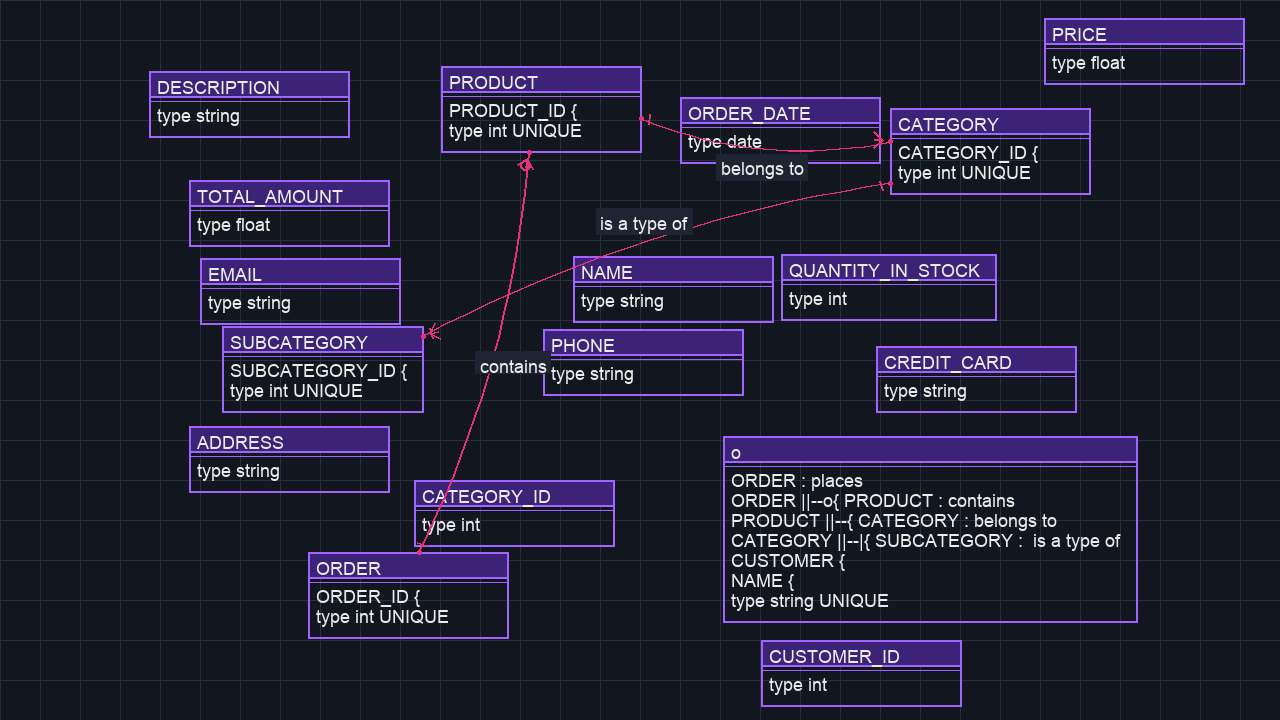 PRICE
type float
DESCRIPTION
type string
PRODUCT
PRODUCT_ID {
type int UNIQUE
ORDER_DATE
type date
CATEGORY
CATEGORY_ID {
type int UNIQUE
belongs to
TOTAL_AMOUNT
type float
is a type of
EMAIL
type string
NAME
type string
QUANTITY_IN_STOCK
type int
SUBCATEGORY
SUBCATEGORY_ID {
type int UNIQUE
contains
PHONE
type string
CREDIT_CARD
type string
ADDRESS
type string
CATEGORY_ID
type int
o
ORDER : places
ORDER ||--o{ PRODUCT : contains
PRODUCT ||--{ CATEGORY : belongs to
CATEGORY ||--|{ SUBCATEGORY :  is a type of
CUSTOMER {
NAME {
type string UNIQUE
ORDER
ORDER_ID {
type int UNIQUE
CUSTOMER_ID
type int